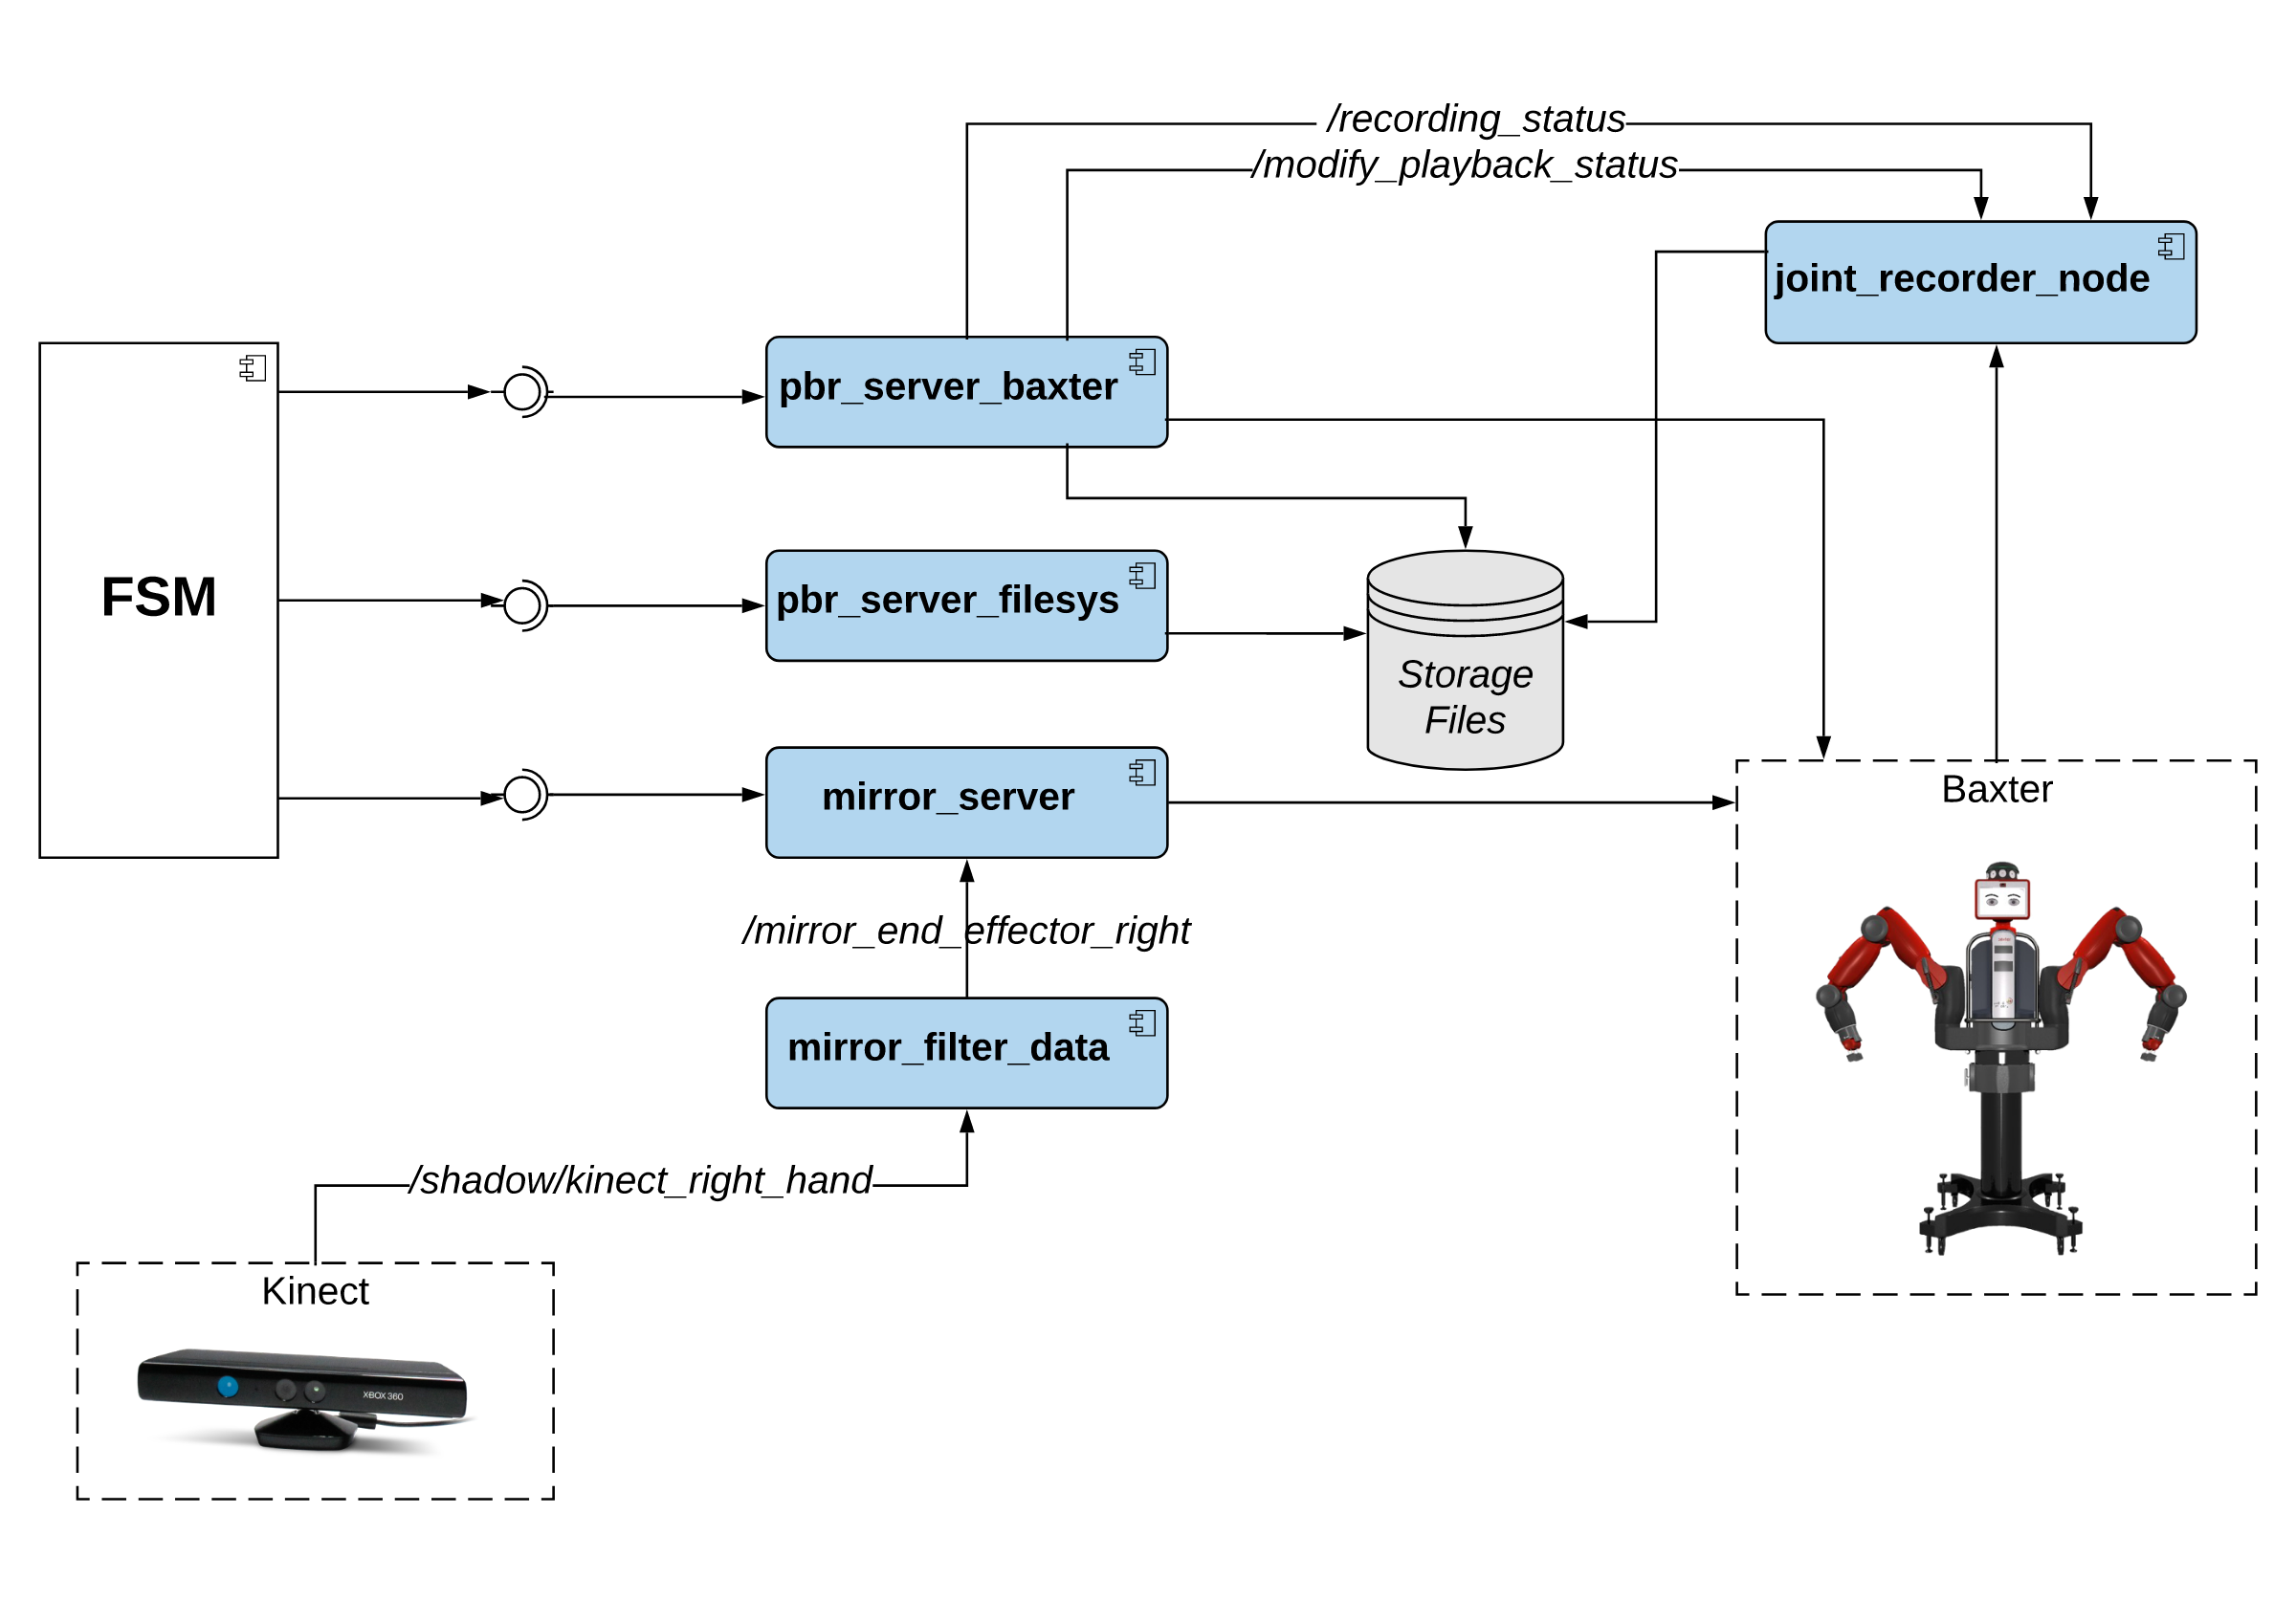 /recording_status
/modify_playback_status
joint_recorder_node
pbr_server_baxter
FSM
pbr_server_filesys
Storage
Files
mirror_server
Baxter
/mirror_end_effector_right
mirror_filter_data
/shadow/kinect_right_hand
Kinect
XBOX 360